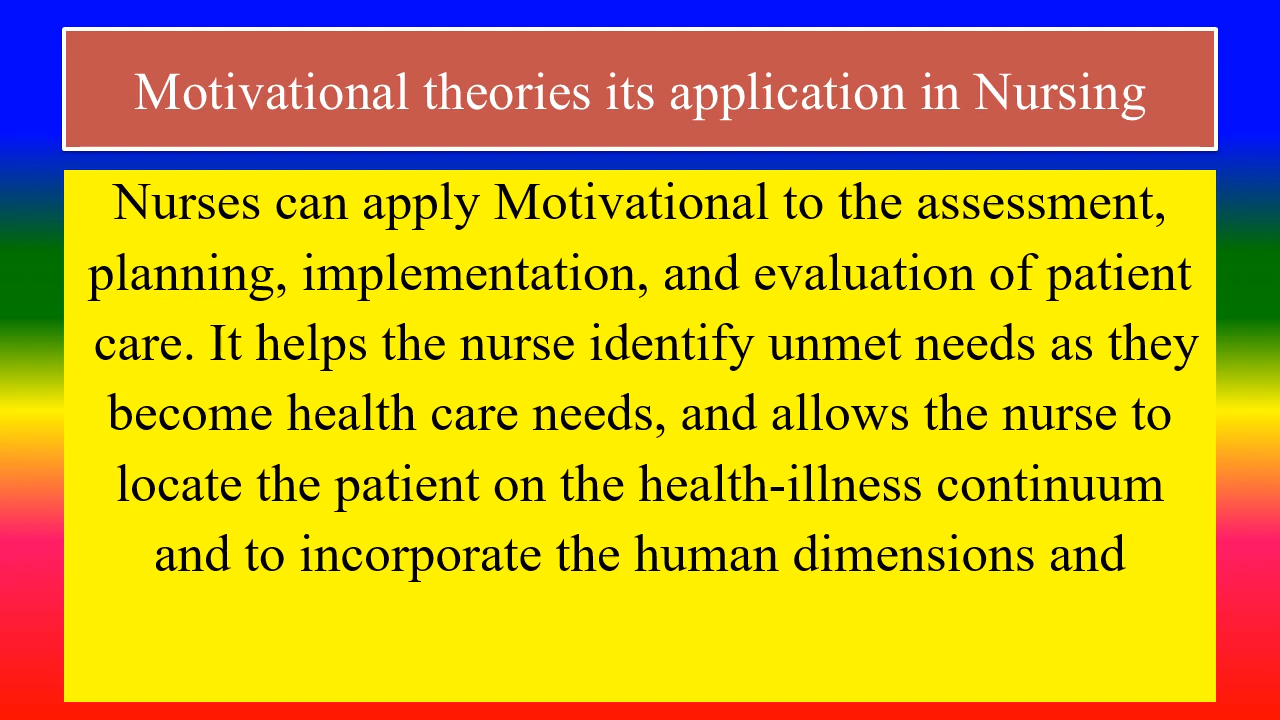 Motivational theories its application in Nursing
Nurses can apply Motivational to the assessment,
planning, implementation, and evaluation of patient
care. It helps the nurse identify unmet needs as they
become health care needs, and allows the nurse to
locate the patient on the health-illness continuum
and to incorporate the human dimensions and